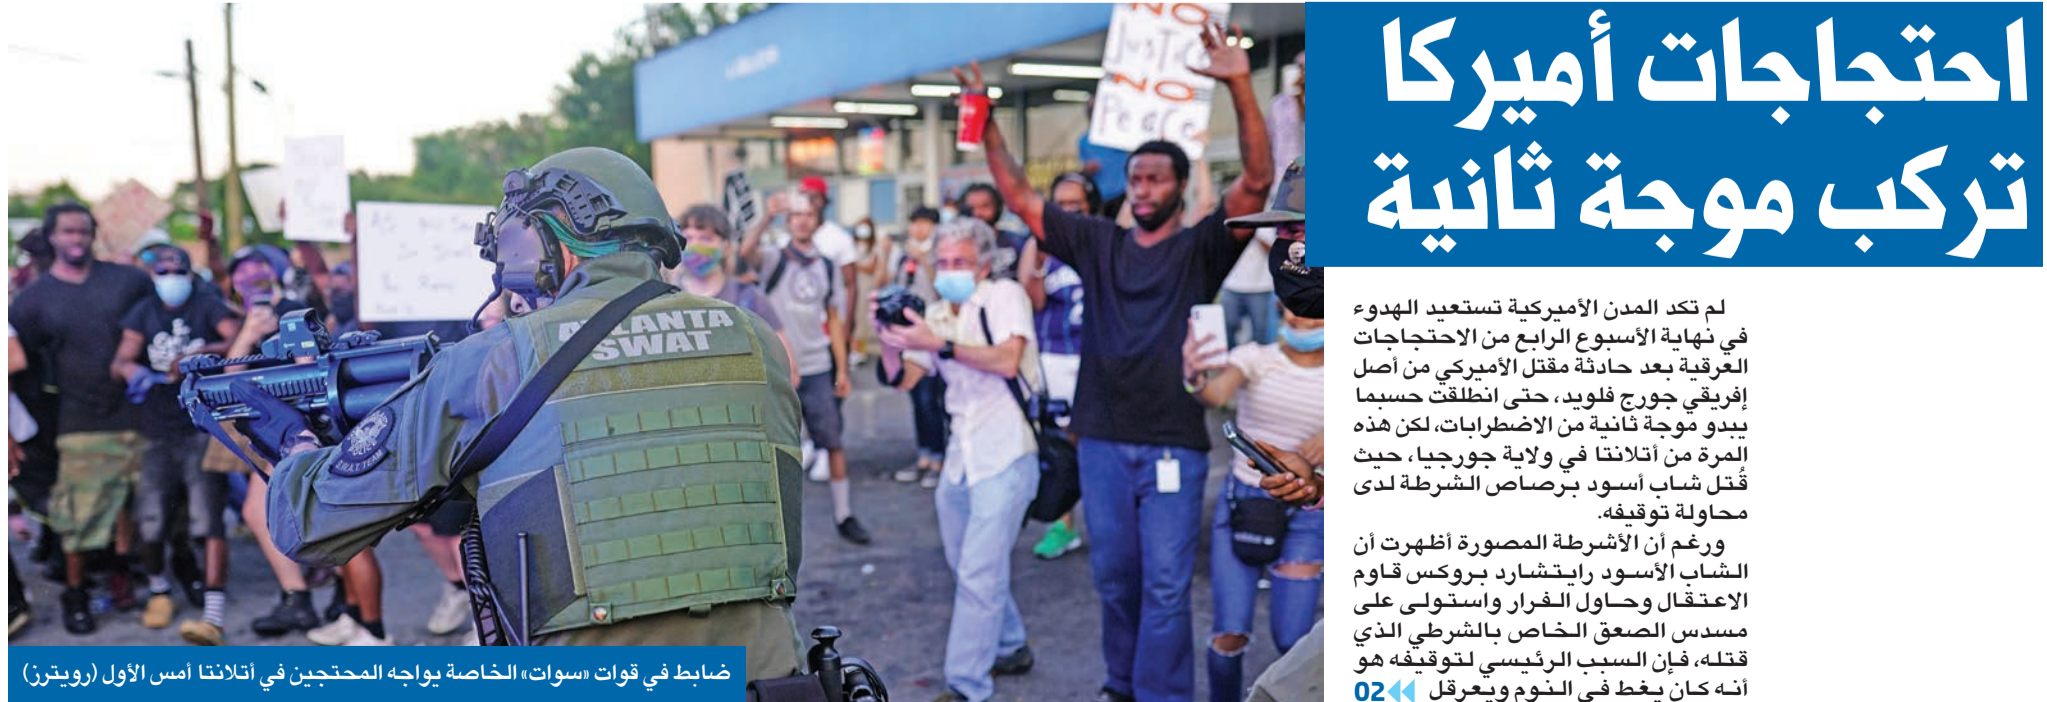 احتجاجات أميركا
تركب موجة ثانية
لم تكد المدن الأميركية تستعيد الهدوء
في نهاية الأسبوع الرابع من الاحتجاجات
العرقية بعد حادثة مقتل الأميركي من أصل
إفريقي جورج فلويد، حتى انطلقت حسبما
يبدو موجة ثانية من الاضطرابات، لكن هذه
المرة من أتلانتا في ولاية جورجيا، حيث
قُتل شاب أسود برصاص الشرطة لدى
محاولة توقيفه.
ورغم أن الأشرطة المصورة أظهرت أن
الشاب الأسود رايتشارد بروكس قاوم
الاعتقال وحاول الفرار واستولى على
مسدس الصعق الخاص بالشرطي الذي
قتله، فإن السبب الرئيسي لتوقيفه هو
أنه كان يغط في النوم ويعرقل 02
NO
Justice
NO
Peace
ATLANTA
SWAT
POLICE
S.W.A.T. TEAM
ضابط في قوات «سوات» الخاصة يواجه المحتجين في أتلانتا أمس الأول (رويترز)